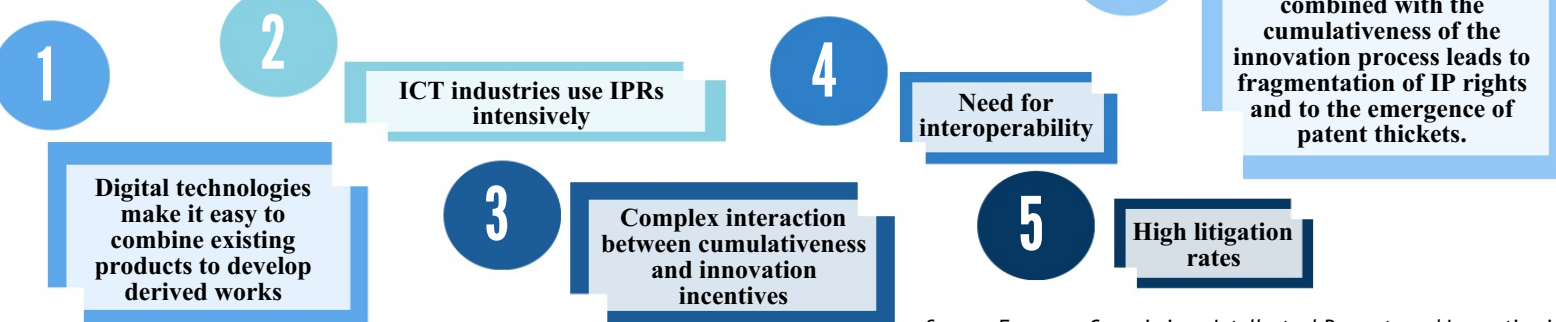 1
Digital technologies
make it easy to
combine existing
products to develop
derived works
2
ICT industries use IPRs
intensively
3
Complex interaction
between cumulativeness
and innovation
incentives
4
Need for
interoperability
5
High litigation
rates
combined with the
cumulativeness of the
innovation process leads to
fragmentation of IP rights
and to the emergence of
patent thickets.